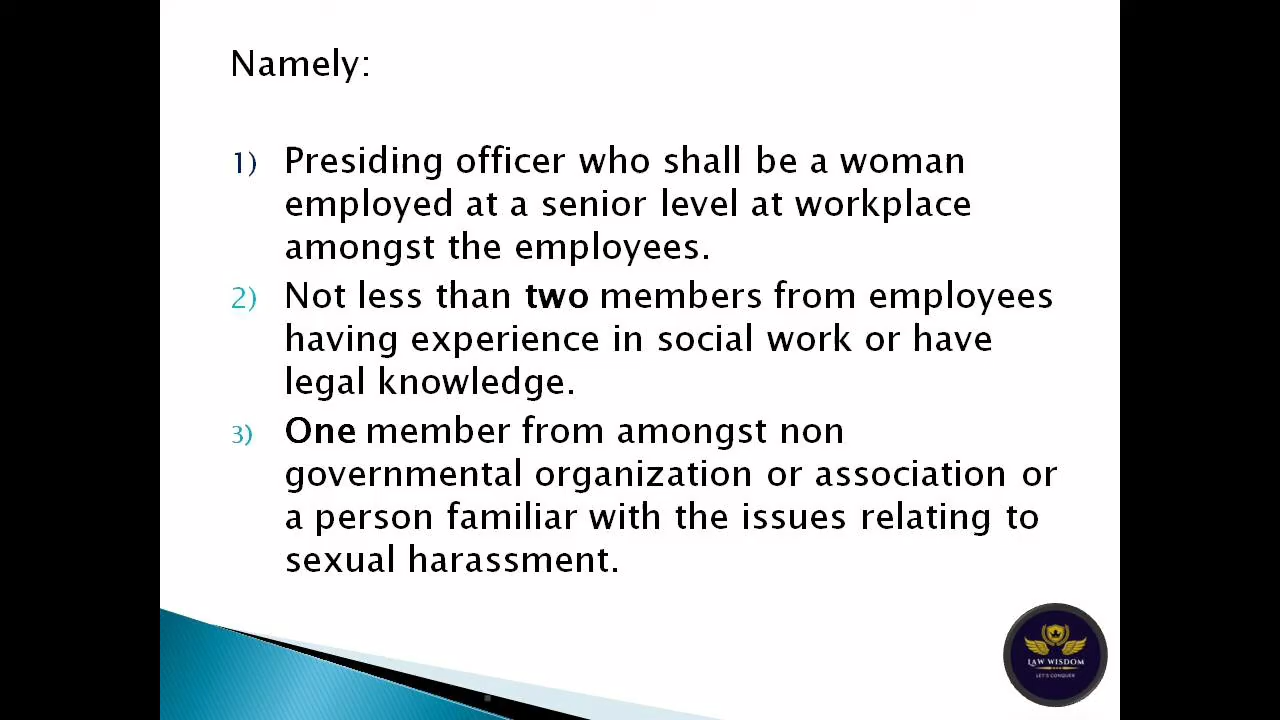 Namely:
1) Presiding officer who shall be a woman
employed at a senior level at workplace
amongst the employees.
2) Not less than two members from employees
having experience in social work or have
legal knowledge.
3) One member from amongst non
governmental organization or association or
a person familiar with the issues relating to
sexual harassment.
LAW WISDOM
LET'S CONQUER